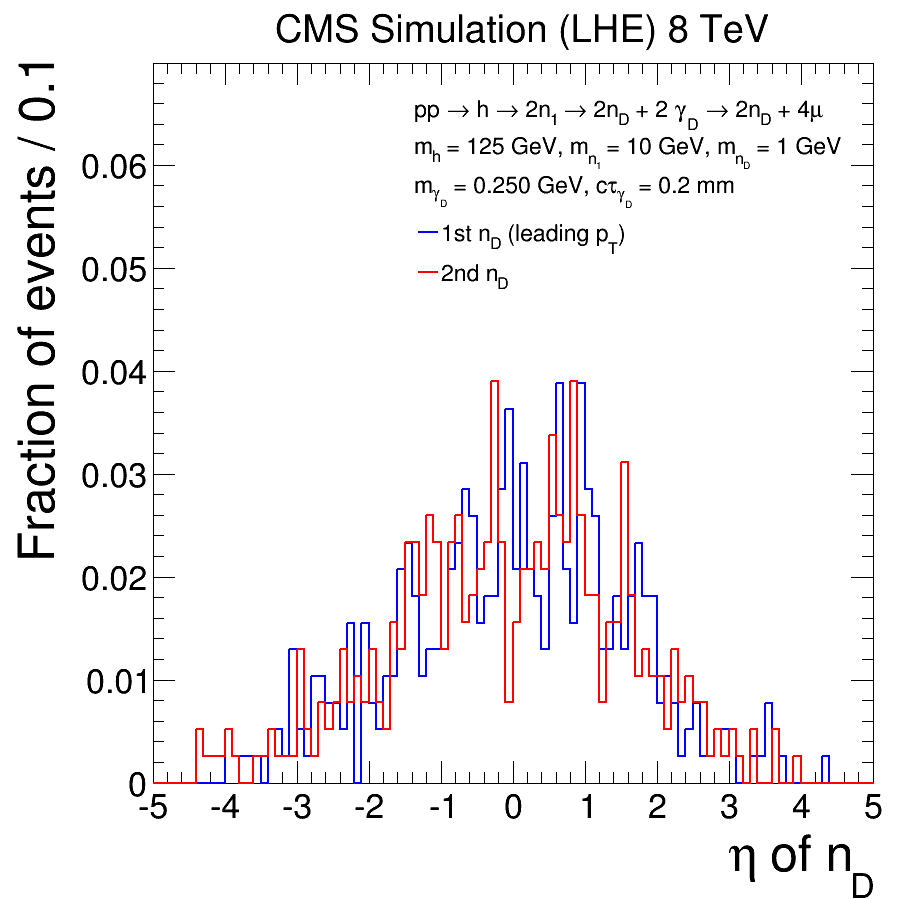 CMS Simulation (LHE) 8 TeV
Fraction of events / 0.1
pp → h → 2n₁ → 2n_D + 2 γ_D → 2n_D + 4μ
m_h = 125 GeV, m_n₁ = 10 GeV, m_n_D = 1 GeV
m_γ_D = 0.250 GeV, cτ_γ_D = 0.2 mm
1st n_D (leading p_T)
2nd n_D
0.06
0.05
0.04
0.03
0.02
0.01
0
-5 -4 -3 -2 -1 0 1 2 3 4 5
η of n_D